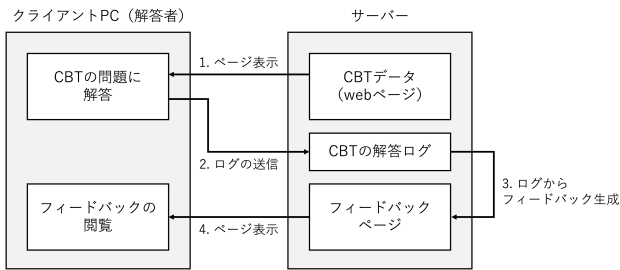 クライアントPC（解答者）
サーバー
CBTの問題に
解答
1. ページ表示
CBTデータ
（webページ）
2. ログの送信
CBTの解答ログ
3. ログから
フィードバック生成
フィードバックの
閲覧
4. ページ表示
フィードバック
ページ